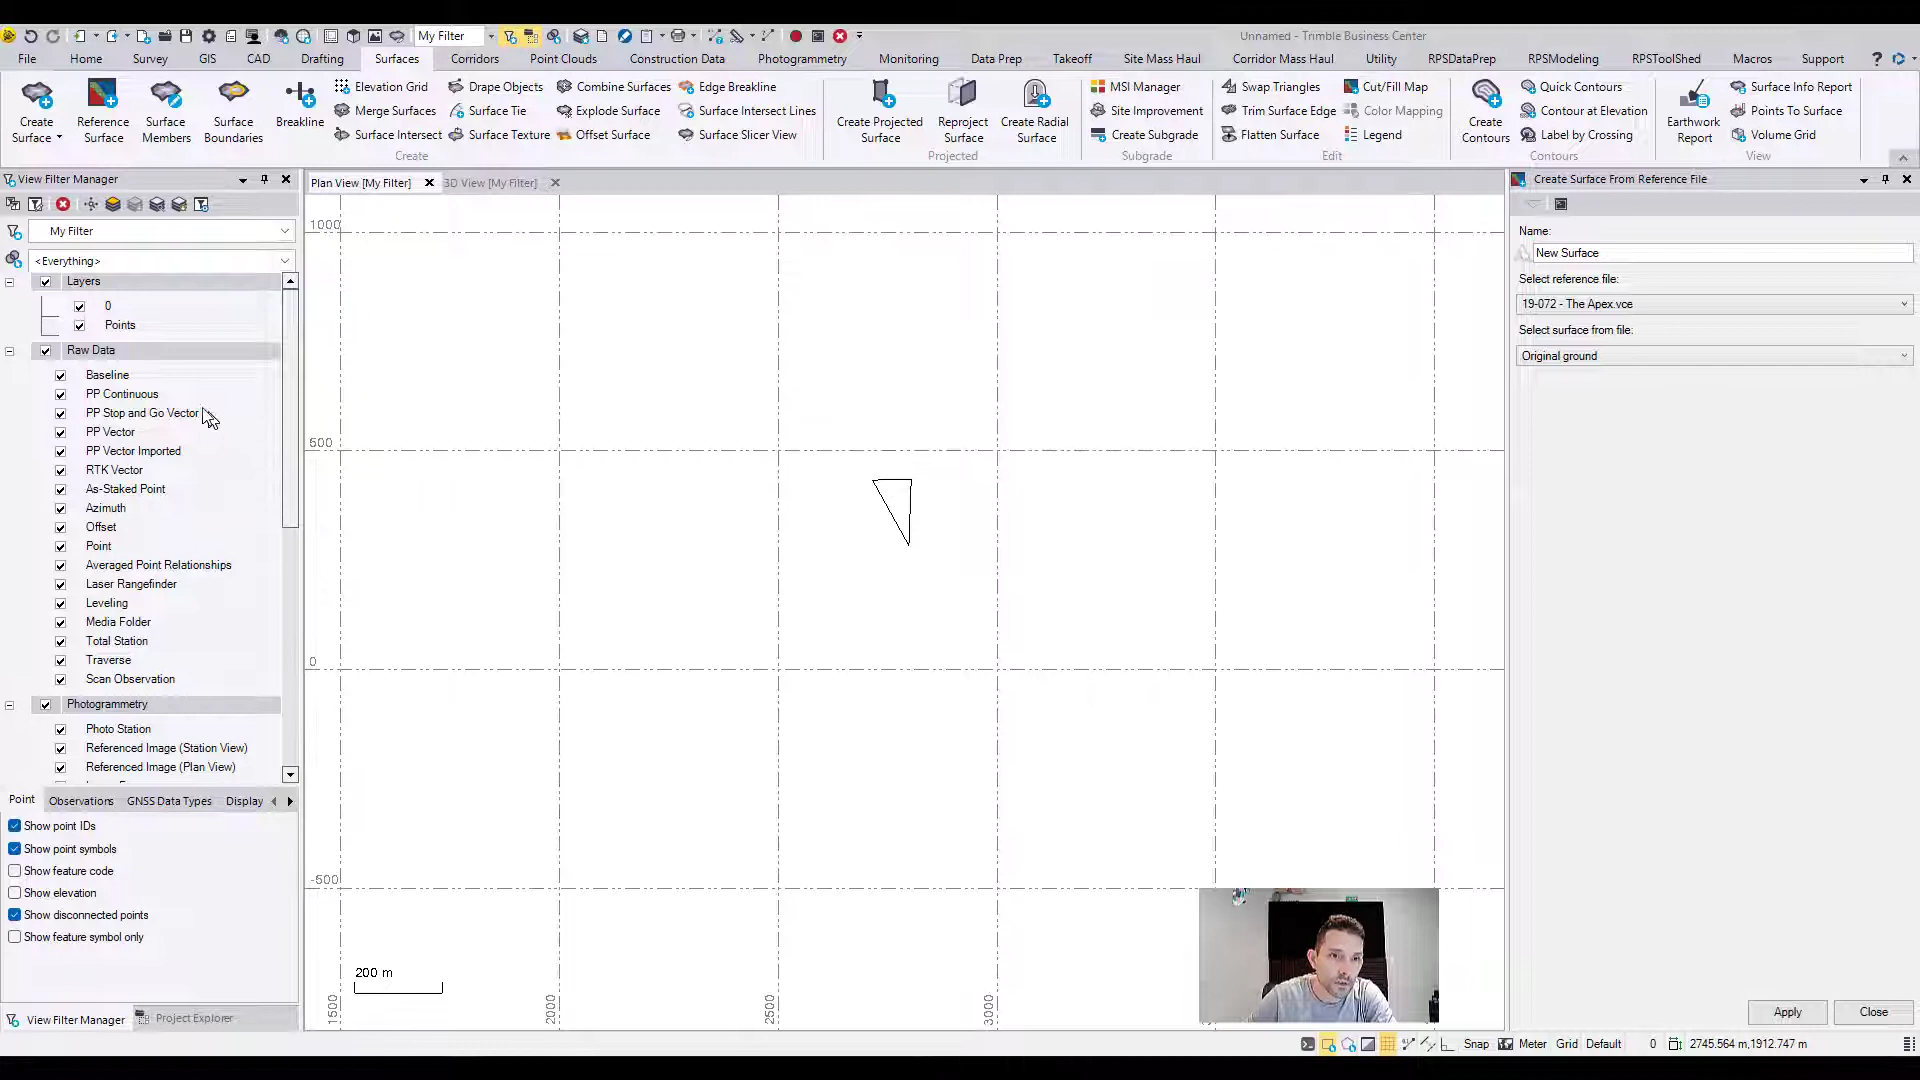 My Filter
Unnamed - Trimble Business Center
File Home Survey GIS CAD Drafting Surfaces Corridors Point Clouds Construction Data Photogrammetry Monitoring Data Prep Takeoff Site Mass Haul Corridor Mass Haul Utility RPSDataPrep RPSModeling RPSToolShed Macros Support
Create Surface
Reference Surface
Surface Members
Surface Boundaries
Breakline
Elevation Grid
Merge Surfaces
Surface Intersect
Drape Objects
Surface Tie
Surface Texture
Combine Surfaces
Explode Surface
Offset Surface
Edge Breakline
Surface Intersect Lines
Surface Slicer View
Create
Create Projected Surface
Reproject Surface
Create Radial Surface
Projected
MSI Manager
Site Improvement
Create Subgrade
Subgrade
Swap Triangles
Trim Surface Edge
Flatten Surface
Cut/Fill Map
Color Mapping
Legend
Edit
Create Contours
Quick Contours
Contour at Elevation
Label by Crossing
Contours
Earthwork Report
Surface Info Report
Points To Surface
Volume Grid
View
View Filter Manager
My Filter
<Everything>
Layers
0
Points
Raw Data
Baseline
PP Continuous
PP Stop and Go Vector
PP Vector
PP Vector Imported
RTK Vector
As-Staked Point
Azimuth
Offset
Point
Averaged Point Relationships
Laser Rangefinder
Leveling
Media Folder
Total Station
Traverse
Scan Observation
Photogrammetry
Photo Station
Referenced Image (Station View)
Referenced Image (Plan View)
Point Observations GNSS Data Types Display
Show point IDs
Show point symbols
Show feature code
Show elevation
Show disconnected points
Show feature symbol only
View Filter Manager Project Explorer
Plan View [My Filter] 3D View [My Filter]
1000
500
0
-500
200 m
1500
2000
2500
3000
Create Surface From Reference File
Name:
New Surface
Select reference file:
19-072 - The Apex.vce
Select surface from file:
Original ground
Apply Close
Snap Meter Grid Default 0 2745.564 m,1912.747 m